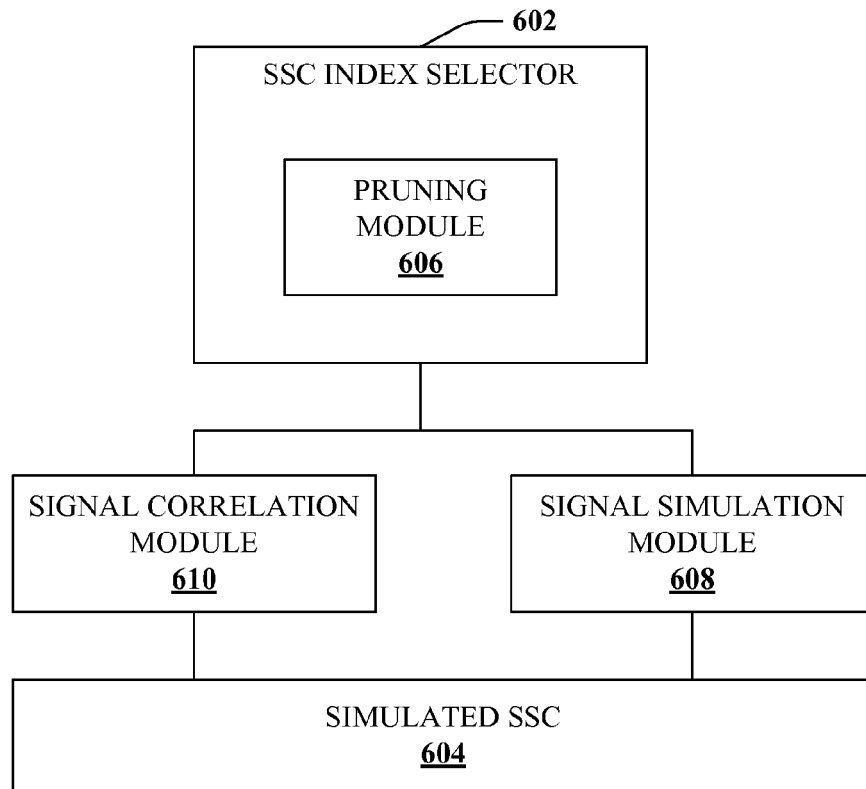 602
SSC INDEX SELECTOR
PRUNING
MODULE
606
SIGNAL CORRELATION
MODULE
610
SIGNAL SIMULATION
MODULE
608
SIMULATED SSC
604